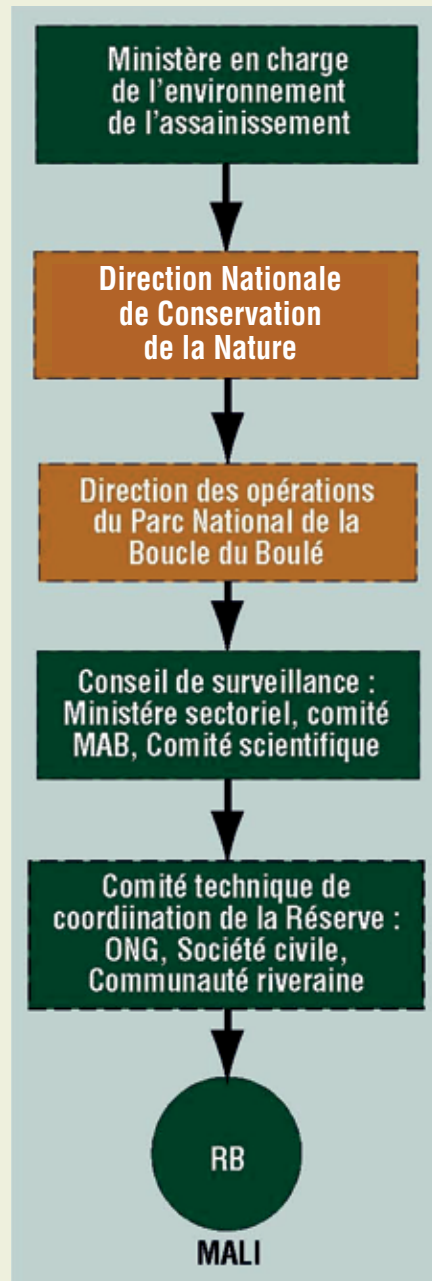 Ministère en charge
de l'environnement
de l'assainissement
Direction Nationale
de Conservation
de la Nature
Direction des opérations
du Parc National de la
Boucle du Boulé
Conseil de surveillance :
Ministére sectoriel, comité
MAB, Comité scientifique
Comité technique de
coordiination de la Réserve :
ONG, Société civile,
Communauté riveraine
RB
MALI